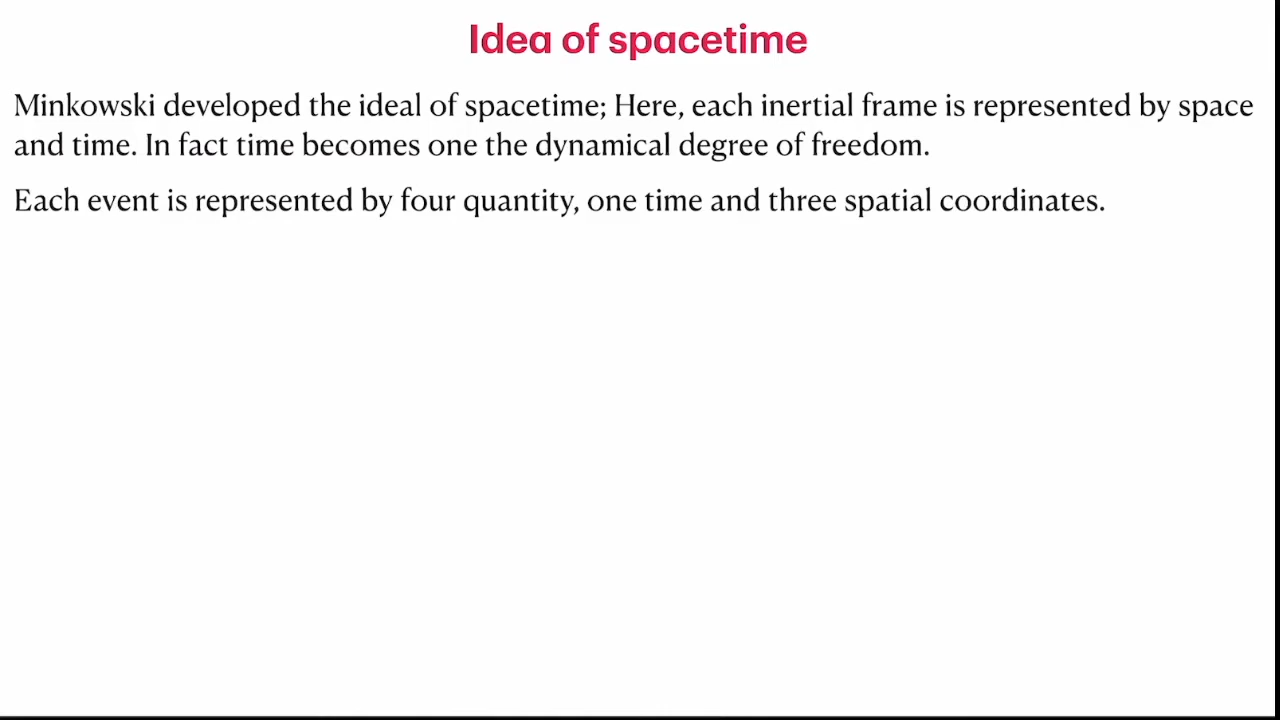 Idea of spacetime
Minkowski developed the ideal of spacetime; Here, each inertial frame is represented by space
and time. In fact time becomes one the dynamical degree of freedom.
Each event is represented by four quantity, one time and three spatial coordinates.